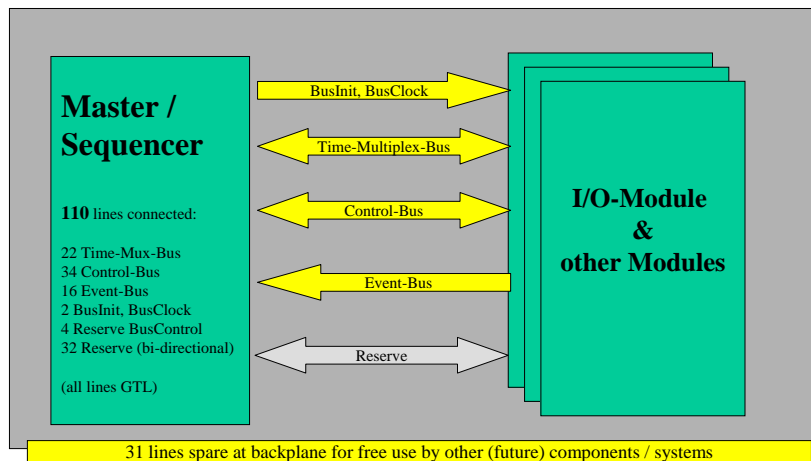 Master /
Sequencer
110 lines connected:
22 Time-Mux-Bus
34 Control-Bus
16 Event-Bus
2 BusInit, BusClock
4 Reserve BusControl
32 Reserve (bi-directional)
(all lines GTL)
BusInit, BusClock
Time-Multiplex-Bus
Control-Bus
Event-Bus
Reserve
I/O-Module
&
other Modules
31 lines spare at backplane for free use by other (future) components / systems